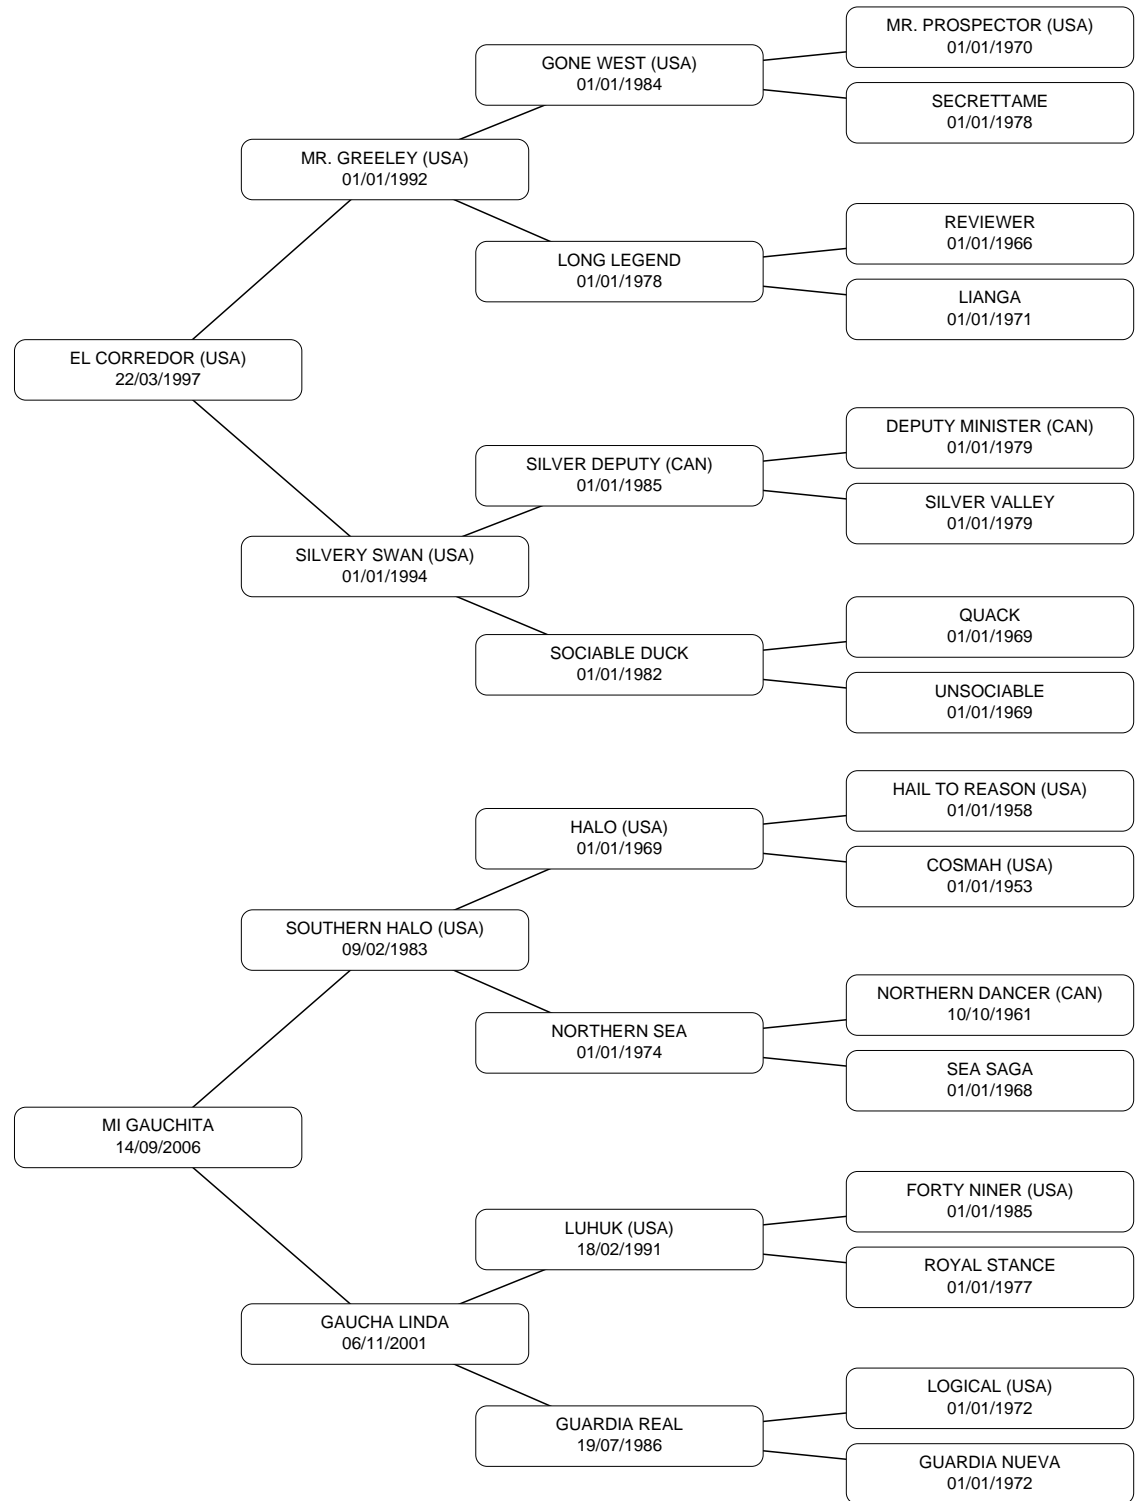 MR. PROSPECTOR (USA)
01/01/1970
GONE WEST (USA)
01/01/1984
SECRETTAME
01/01/1978
MR. GREELEY (USA)
01/01/1992
REVIEWER
01/01/1966
LONG LEGEND
01/01/1978
LIANGA
01/01/1971
EL CORREDOR (USA)
22/03/1997
DEPUTY MINISTER (CAN)
01/01/1979
SILVER DEPUTY (CAN)
01/01/1985
SILVER VALLEY
01/01/1979
SILVERY SWAN (USA)
01/01/1994
QUACK
01/01/1969
SOCIABLE DUCK
01/01/1982
UNSOCIABLE
01/01/1969
HAIL TO REASON (USA)
01/01/1958
HALO (USA)
01/01/1969
COSMAH (USA)
01/01/1953
SOUTHERN HALO (USA)
09/02/1983
NORTHERN DANCER (CAN)
10/10/1961
NORTHERN SEA
01/01/1974
SEA SAGA
01/01/1968
MI GAUCHITA
14/09/2006
FORTY NINER (USA)
01/01/1985
LUHUK (USA)
18/02/1991
ROYAL STANCE
01/01/1977
GAUCHA LINDA
06/11/2001
LOGICAL (USA)
01/01/1972
GUARDIA REAL
19/07/1986
GUARDIA NUEVA
01/01/1972